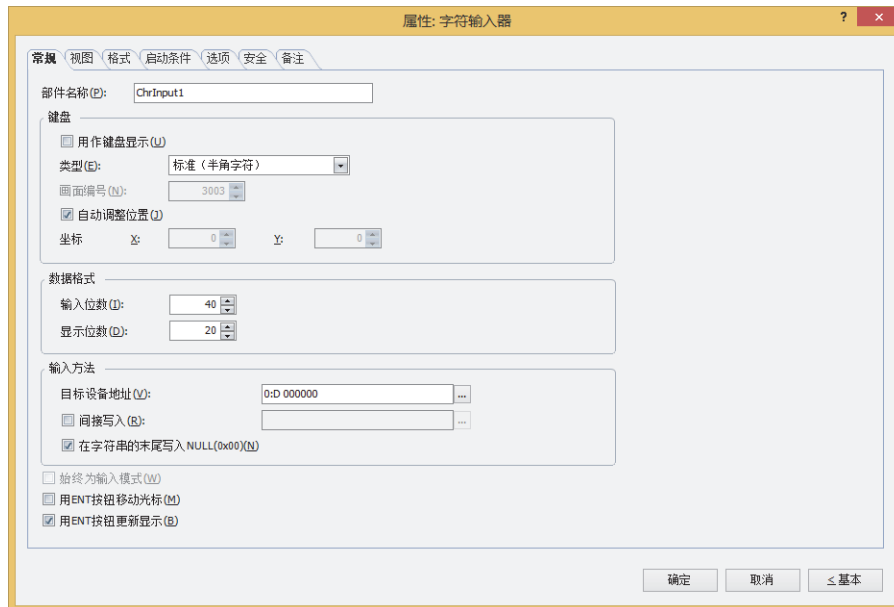 属性: 字符输入器
? ×
常规 视图 格式 启动条件 选项 安全 备注
部件名称(P): ChrInput1
键盘
用作键盘显示(U)
类型(E): 标准（半角字符）
画面编号(N): 3003
自动调整位置(J)
坐标 X: 0 Y: 0
数据格式
输入位数(I): 40
显示位数(D): 20
输入方法
目标设备地址(V): 0:D 000000 ...
间接写入(R): ...
在字符串的末尾写入NULL(0x00)(N)
始终为输入模式(W)
用ENT按钮移动光标(M)
用ENT按钮更新显示(B)
确定 取消 ≤基本